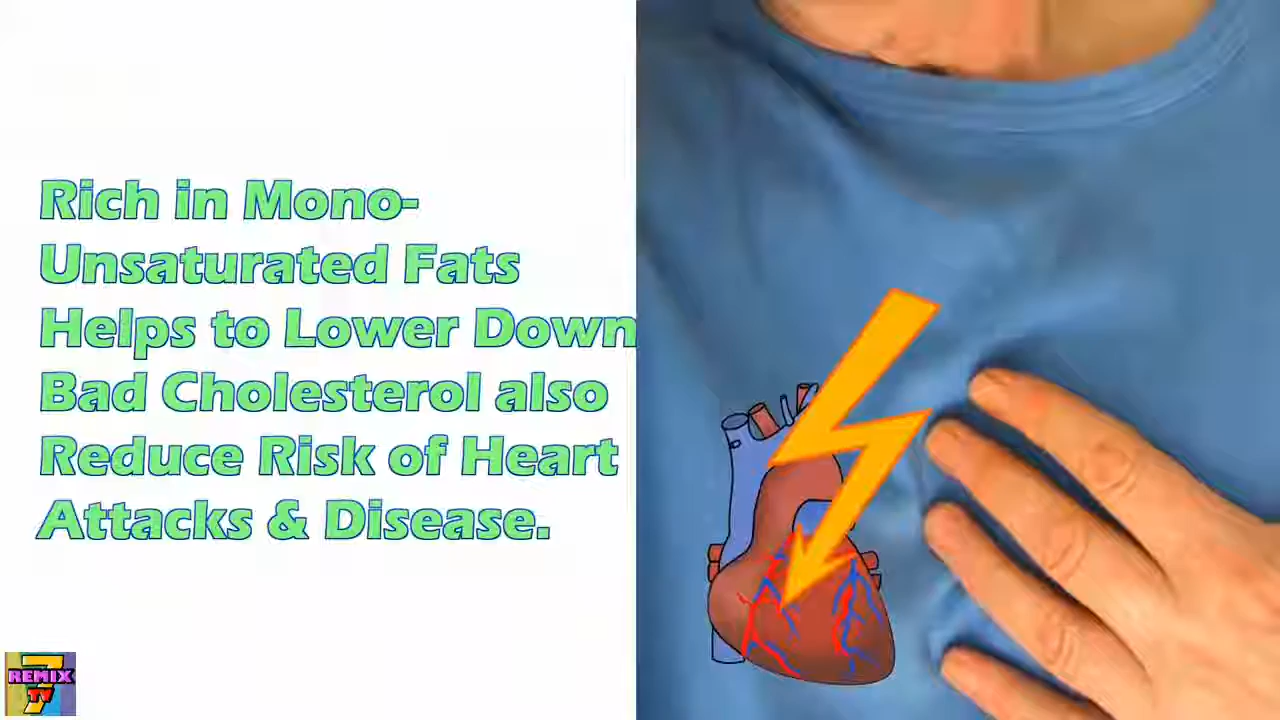 Rich in Mono-
Unsaturated Fats
Helps to Lower Down
Bad Cholesterol also
Reduce Risk of Heart
Attacks & Disease.
7
REMIX
TV